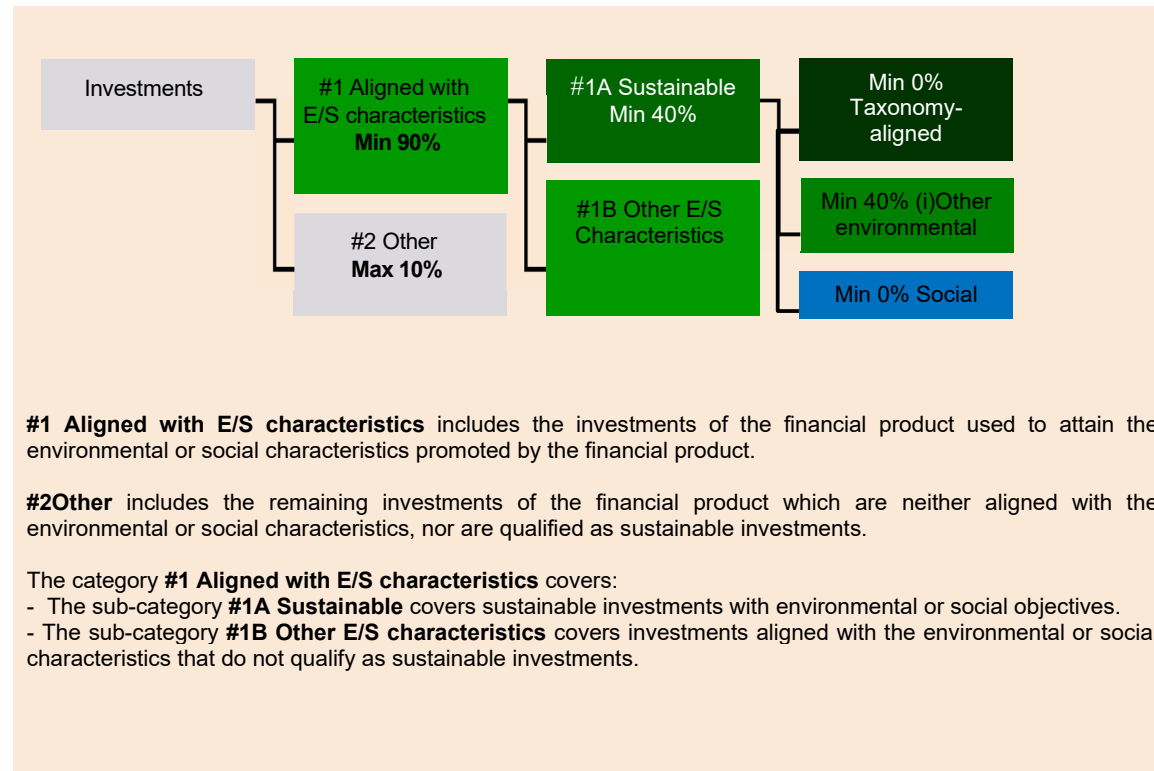 Investments
#1 Aligned with
E/S characteristics
Min 90%
#2 Other
Max 10%
#1A Sustainable
Min 40%
#1B Other E/S
Characteristics
Min 0%
Taxonomy-
aligned
Min 40% (i)Other
environmental
Min 0% Social
#1 Aligned with E/S characteristics includes the investments of the financial product used to attain the
environmental or social characteristics promoted by the financial product.
#2Other includes the remaining investments of the financial product which are neither aligned with the
environmental or social characteristics, nor are qualified as sustainable investments.
The category #1 Aligned with E/S characteristics covers:
- The sub-category #1A Sustainable covers sustainable investments with environmental or social objectives.
- The sub-category #1B Other E/S characteristics covers investments aligned with the environmental or social
characteristics that do not qualify as sustainable investments.